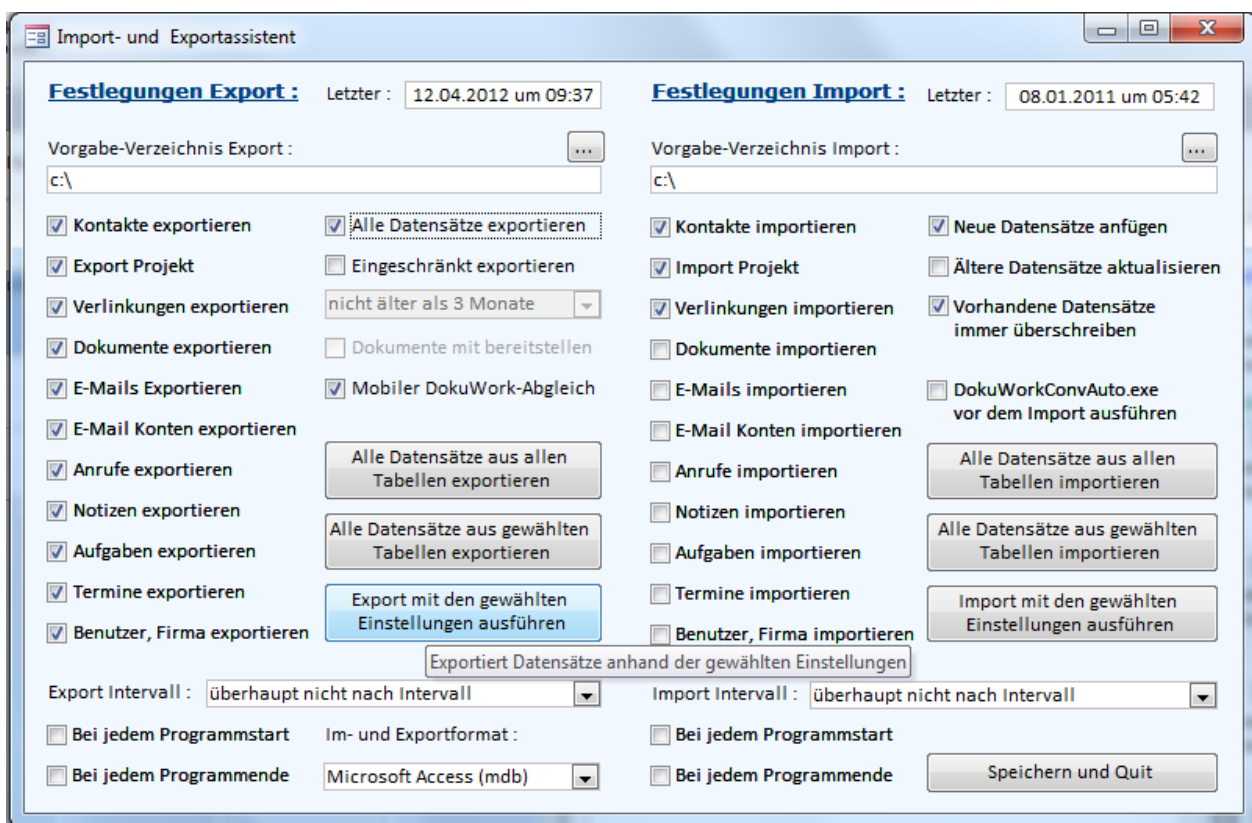 Import- und Exportassistent
Festlegungen Export :
Letzter :
12.04.2012 um 09:37
Vorgabe-Verzeichnis Export :
...
c:\
Kontakte exportieren
Alle Datensätze exportieren
Export Projekt
Eingeschränkt exportieren
Verlinkungen exportieren
nicht älter als 3 Monate
Dokumente exportieren
Dokumente mit bereitstellen
E-Mails Exportieren
Mobiler DokuWork-Abgleich
E-Mail Konten exportieren
Anrufe exportieren
Alle Datensätze aus allen
Tabellen exportieren
Notizen exportieren
Alle Datensätze aus gewählten
Tabellen exportieren
Aufgaben exportieren
Termine exportieren
Export mit den gewählten
Einstellungen ausführen
Benutzer, Firma exportieren
Exportiert Datensätze anhand der gewählten Einstellungen
Export Intervall :
überhaupt nicht nach Intervall
Bei jedem Programmstart
Im- und Exportformat :
Bei jedem Programmende
Microsoft Access (mdb)
Festlegungen Import :
Letzter :
08.01.2011 um 05:42
Vorgabe-Verzeichnis Import :
...
c:\
Kontakte importieren
Neue Datensätze anfügen
Import Projekt
Ältere Datensätze aktualisieren
Verlinkungen importieren
Vorhandene Datensätze
immer überschreiben
Dokumente importieren
E-Mails importieren
DokuWorkConvAuto.exe
vor dem Import ausführen
E-Mail Konten importieren
Anrufe importieren
Alle Datensätze aus allen
Tabellen importieren
Notizen importieren
Alle Datensätze aus gewählten
Tabellen importieren
Aufgaben importieren
Termine importieren
Import mit den gewählten
Einstellungen ausführen
Benutzer, Firma importieren
Import Intervall :
überhaupt nicht nach Intervall
Bei jedem Programmstart
Bei jedem Programmende
Speichern und Quit